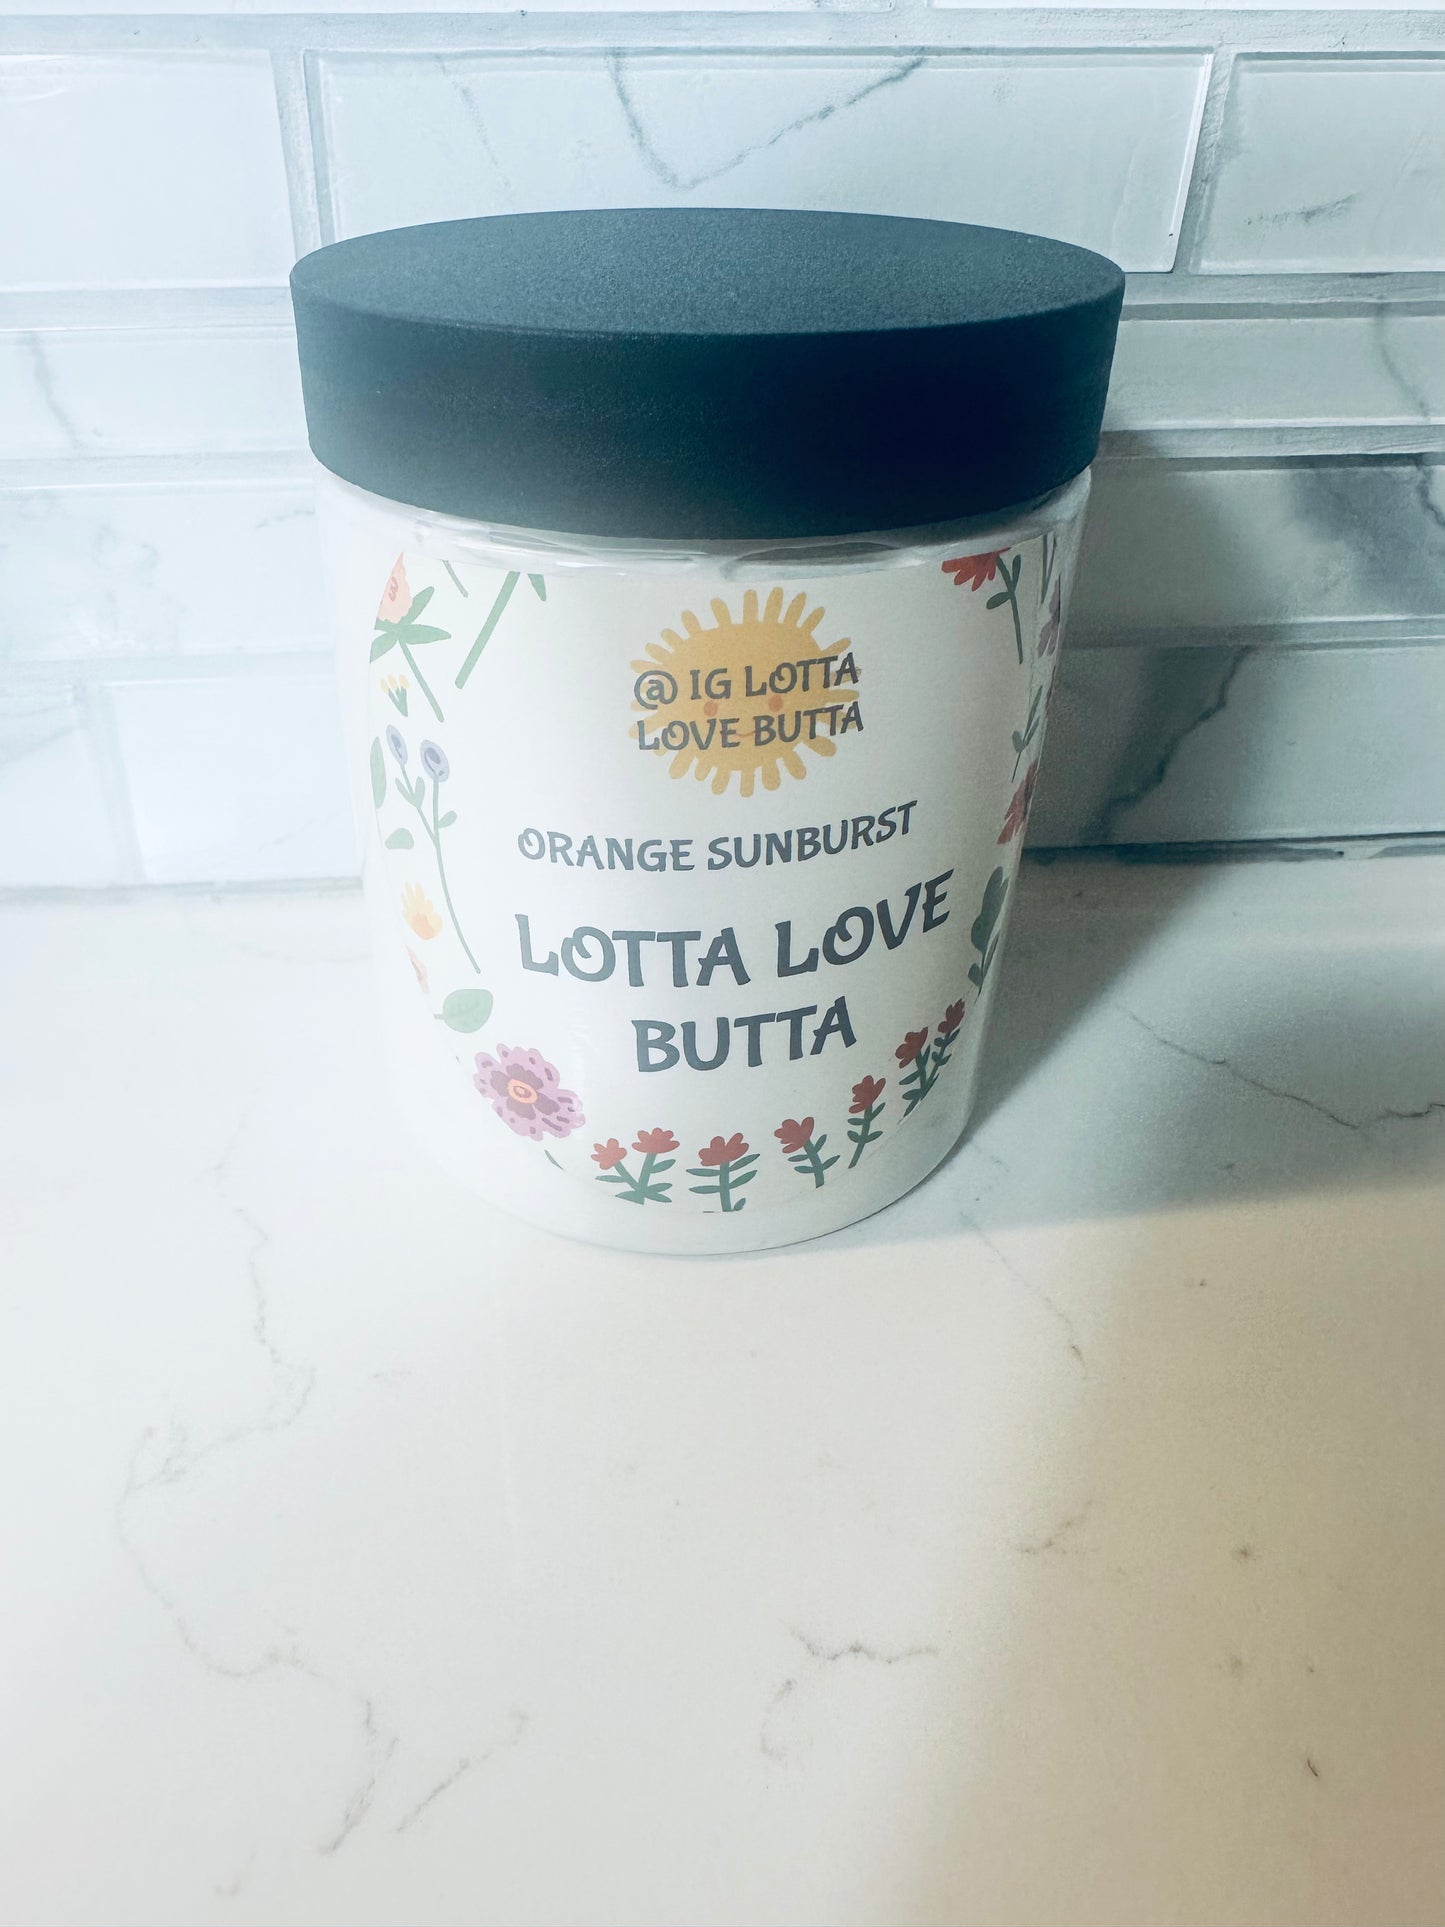 @ IG LOTTA
LOVE BUTTA
ORANGE SUNBURST
LOTTA LOVE
BUTTA